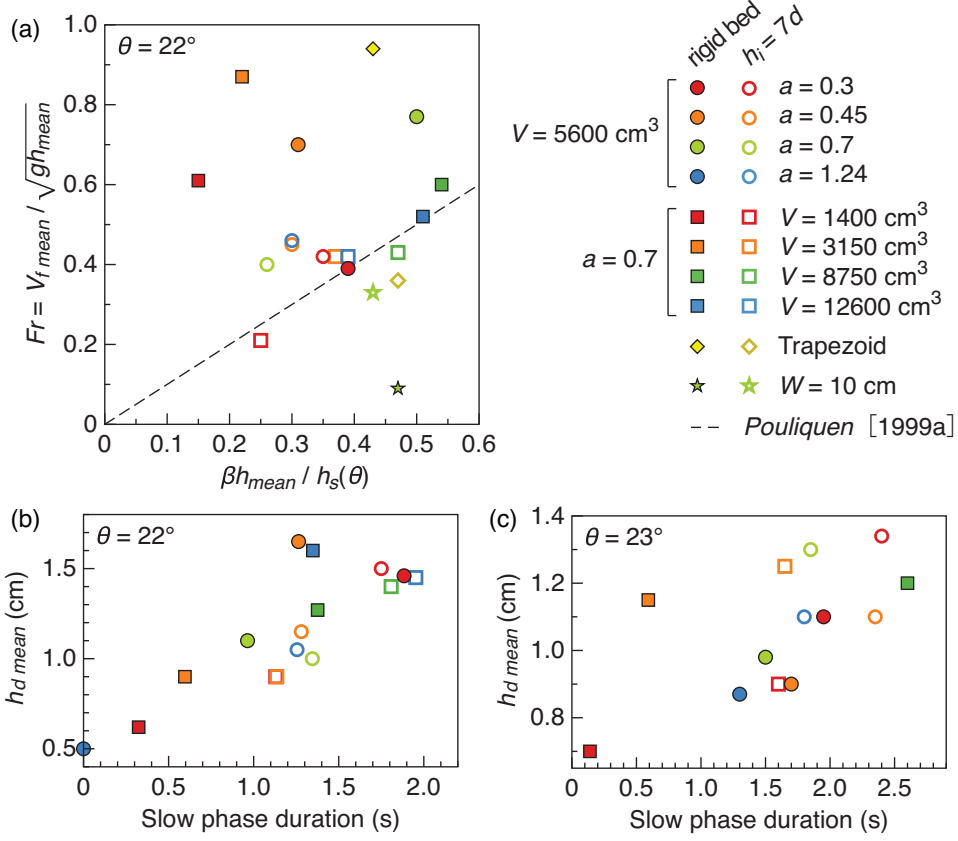 (a)
θ = 22°
Fr = V_f mean / √gh_mean
1.0
0.8
0.6
0.4
0.2
0
0
0.1
0.2
0.3
0.4
0.5
0.6
βh_mean / h_s(θ)
rigid bed
h_i = 7d
V = 5600 cm³
a = 0.3
a = 0.45
a = 0.7
a = 1.24
a = 0.7
V = 1400 cm³
V = 3150 cm³
V = 8750 cm³
V = 12600 cm³
Trapezoid
W = 10 cm
Pouliquen [1999a]
(b)
θ = 22°
h_d mean (cm)
1.5
1.0
0.5
0
0.5
1.0
1.5
2.0
Slow phase duration (s)
(c)
θ = 23°
h_d mean (cm)
1.4
1.2
1.0
0.8
0
0.5
1.0
1.5
2.0
2.5
Slow phase duration (s)